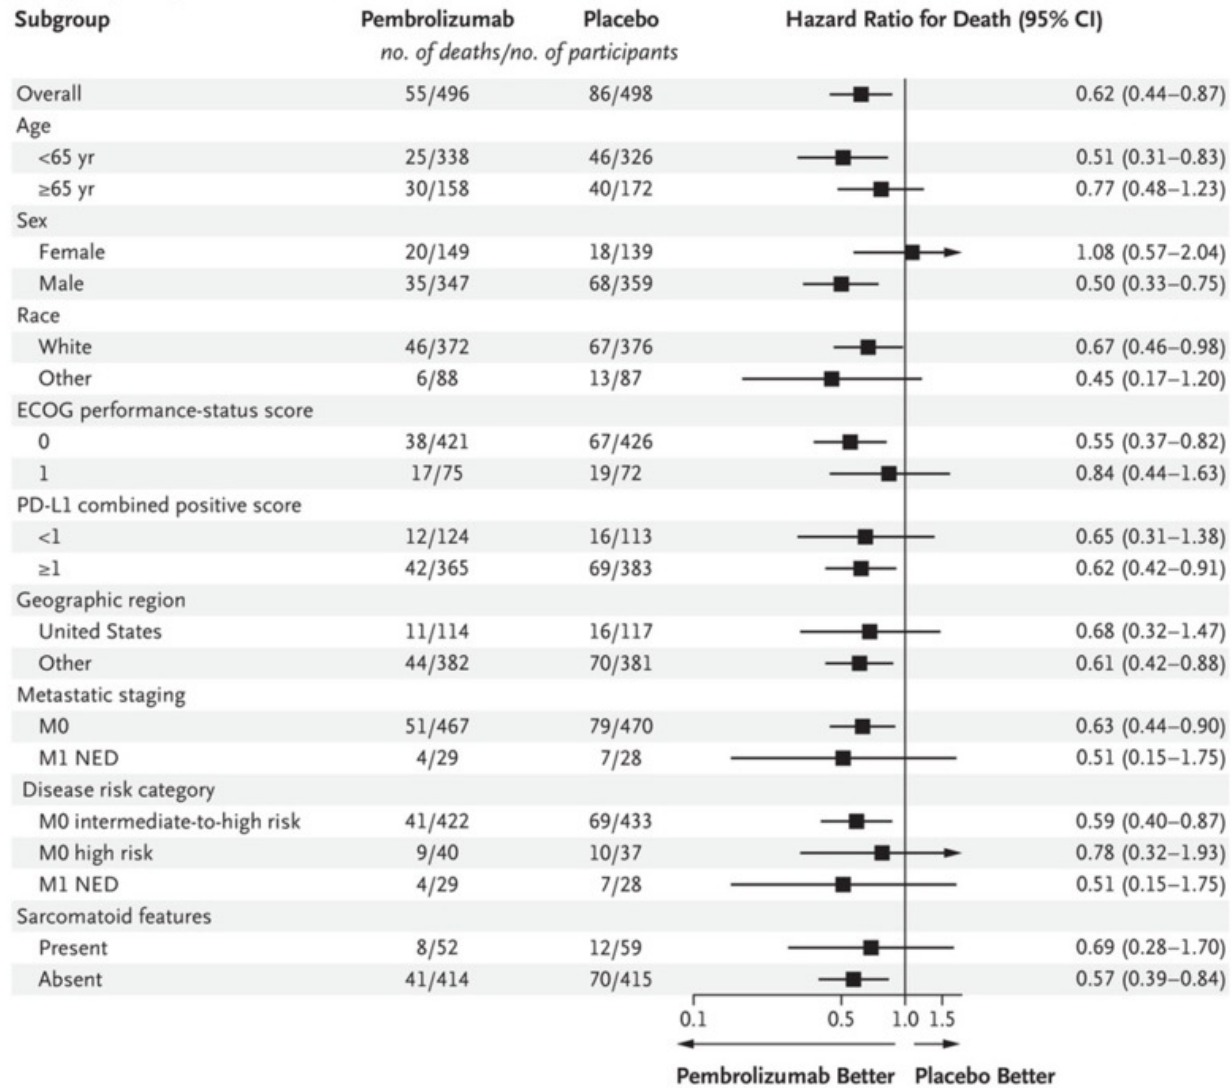 Subgroup Pembrolizumab Placebo Hazard Ratio for Death (95% CI)
no. of deaths/no. of participants
Overall 55/496 86/498 0.62 (0.44–0.87)
Age
<65 yr 25/338 46/326 0.51 (0.31–0.83)
≥65 yr 30/158 40/172 0.77 (0.48–1.23)
Sex
Female 20/149 18/139 1.08 (0.57–2.04)
Male 35/347 68/359 0.50 (0.33–0.75)
Race
White 46/372 67/376 0.67 (0.46–0.98)
Other 6/88 13/87 0.45 (0.17–1.20)
ECOG performance-status score
0 38/421 67/426 0.55 (0.37–0.82)
1 17/75 19/72 0.84 (0.44–1.63)
PD-L1 combined positive score
<1 12/124 16/113 0.65 (0.31–1.38)
≥1 42/365 69/383 0.62 (0.42–0.91)
Geographic region
United States 11/114 16/117 0.68 (0.32–1.47)
Other 44/382 70/381 0.61 (0.42–0.88)
Metastatic staging
M0 51/467 79/470 0.63 (0.44–0.90)
M1 NED 4/29 7/28 0.51 (0.15–1.75)
Disease risk category
M0 intermediate-to-high risk 41/422 69/433 0.59 (0.40–0.87)
M0 high risk 9/40 10/37 0.78 (0.32–1.93)
M1 NED 4/29 7/28 0.51 (0.15–1.75)
Sarcomatoid features
Present 8/52 12/59 0.69 (0.28–1.70)
Absent 41/414 70/415 0.57 (0.39–0.84)
0.1 0.5 1.0 1.5
Pembrolizumab Better Placebo Better